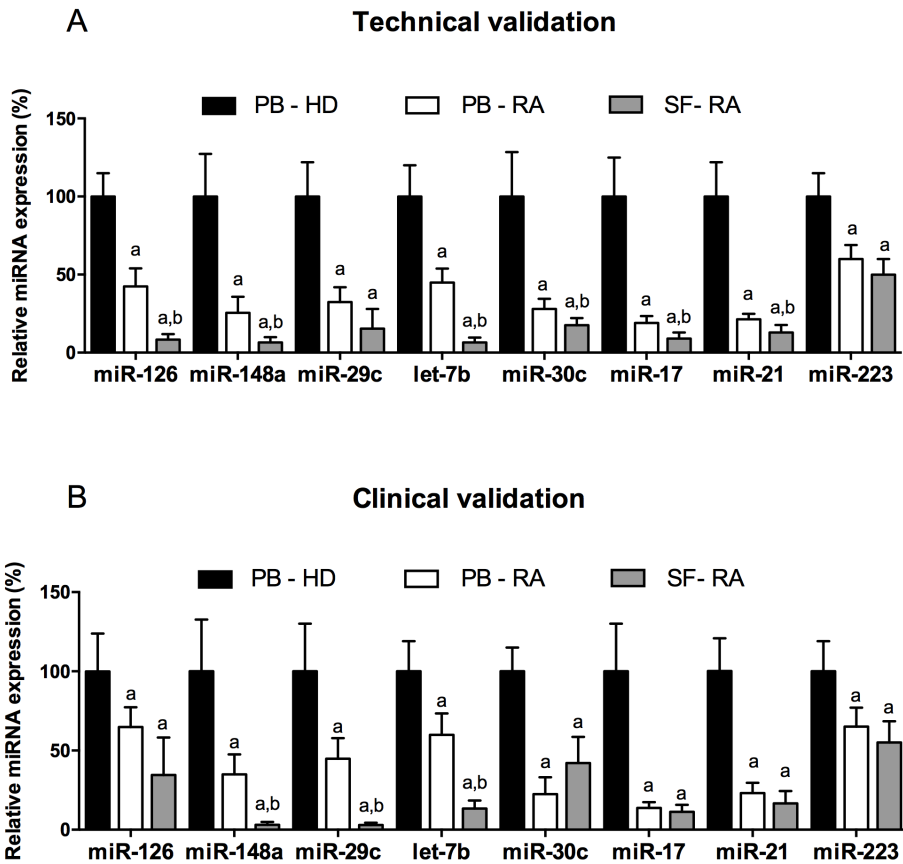 A
Technical validation
PB - HD PB - RA SF- RA
Relative miRNA expression (%)
150
100
50
0
a a,b a a,b a a a a,b a a,b a a,b a a,b a a
miR-126 miR-148a miR-29c let-7b miR-30c miR-17 miR-21 miR-223
B
Clinical validation
PB - HD PB - RA SF- RA
Relative miRNA expression (%)
150
100
50
0
a a a a,b a a,b a a,b a a a a a a a a
miR-126 miR-148a miR-29c let-7b miR-30c miR-17 miR-21 miR-223